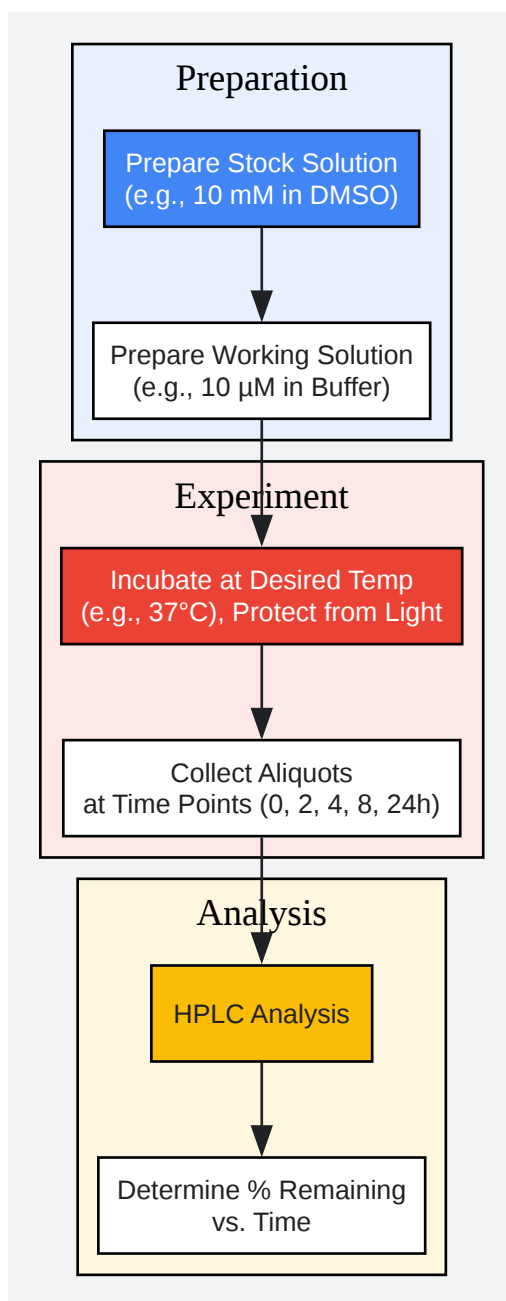 Preparation
Prepare Stock Solution
(e.g., 10 mM in DMSO)
Prepare Working Solution
(e.g., 10 µM in Buffer)
Experiment
Incubate at Desired Temp
(e.g., 37°C), Protect from Light
Collect Aliquots
at Time Points (0, 2, 4, 8, 24h)
Analysis
HPLC Analysis
Determine % Remaining
vs. Time